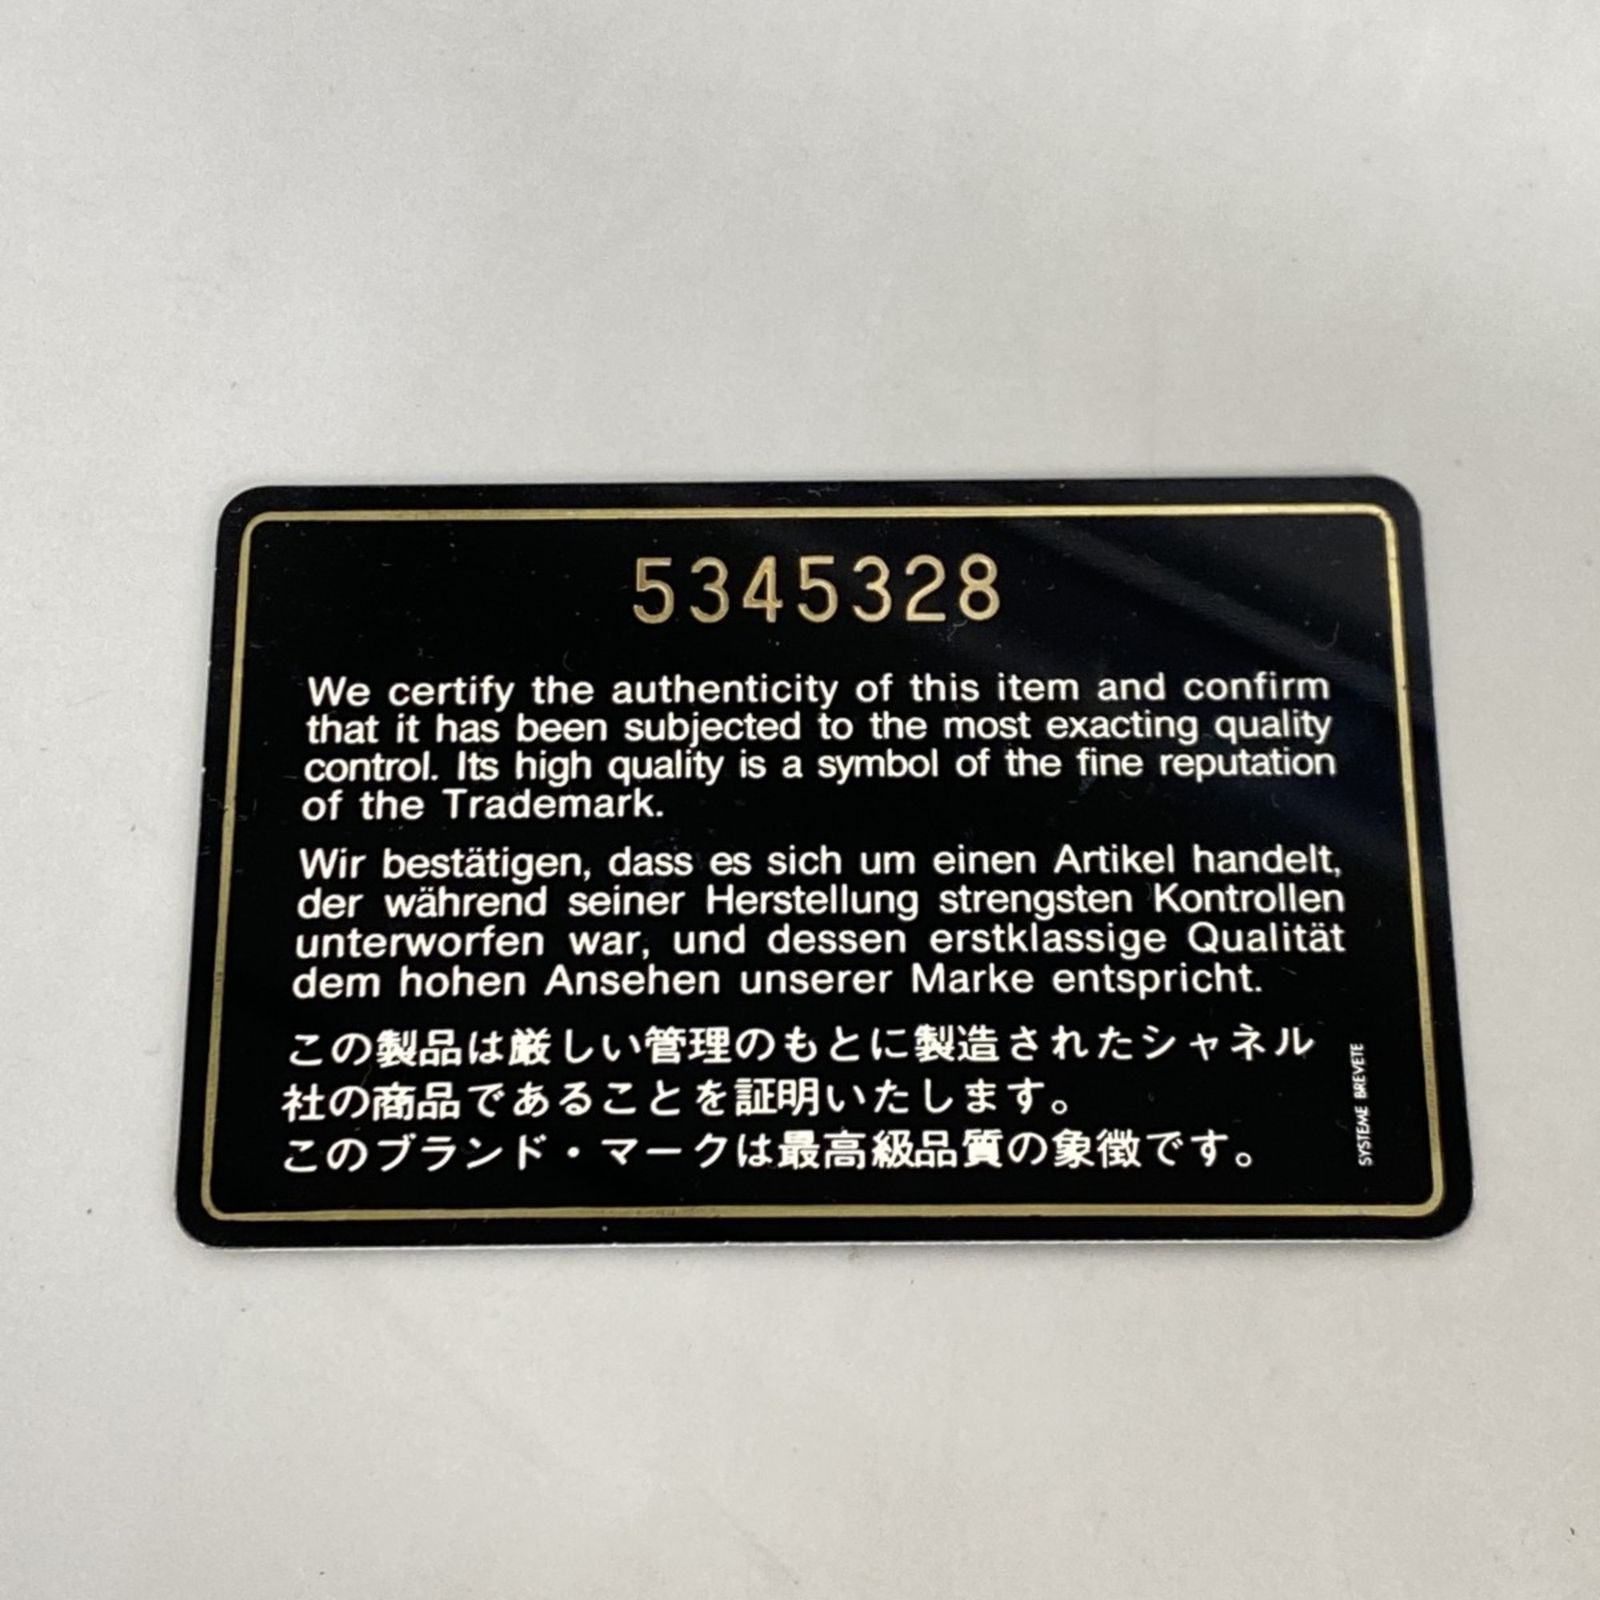 5345328
We certify the authenticity of this item and confirm
that it has been subjected to the most exacting quality
control. Its high quality is a symbol of the fine reputation
of the Trademark.
Wir bestätigen, dass es sich um einen Artikel handelt,
der während seiner Herstellung strengsten Kontrollen
unterworfen war, und dessen erstklassige Qualität
dem hohen Ansehen unserer Marke entspricht.
この製品は厳しい管理のもとに製造されたシャネル
社の商品であることを証明いたします。
このブランド・マークは最高級品質の象徴です。
SYSTEME BREVETE